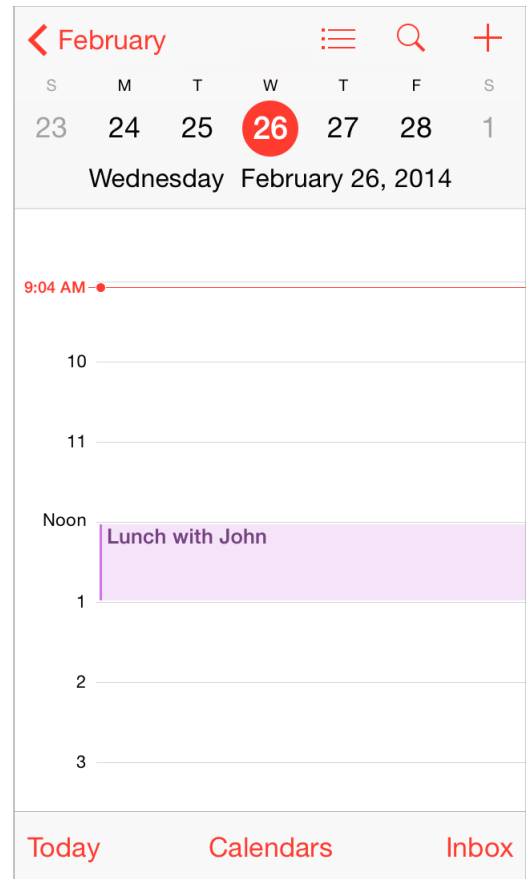 February
S M T W T F S
23 24 25 26 27 28 1
Wednesday February 26, 2014
9:04 AM
10
11
Noon
Lunch with John
1
2
3
Today Calendars Inbox